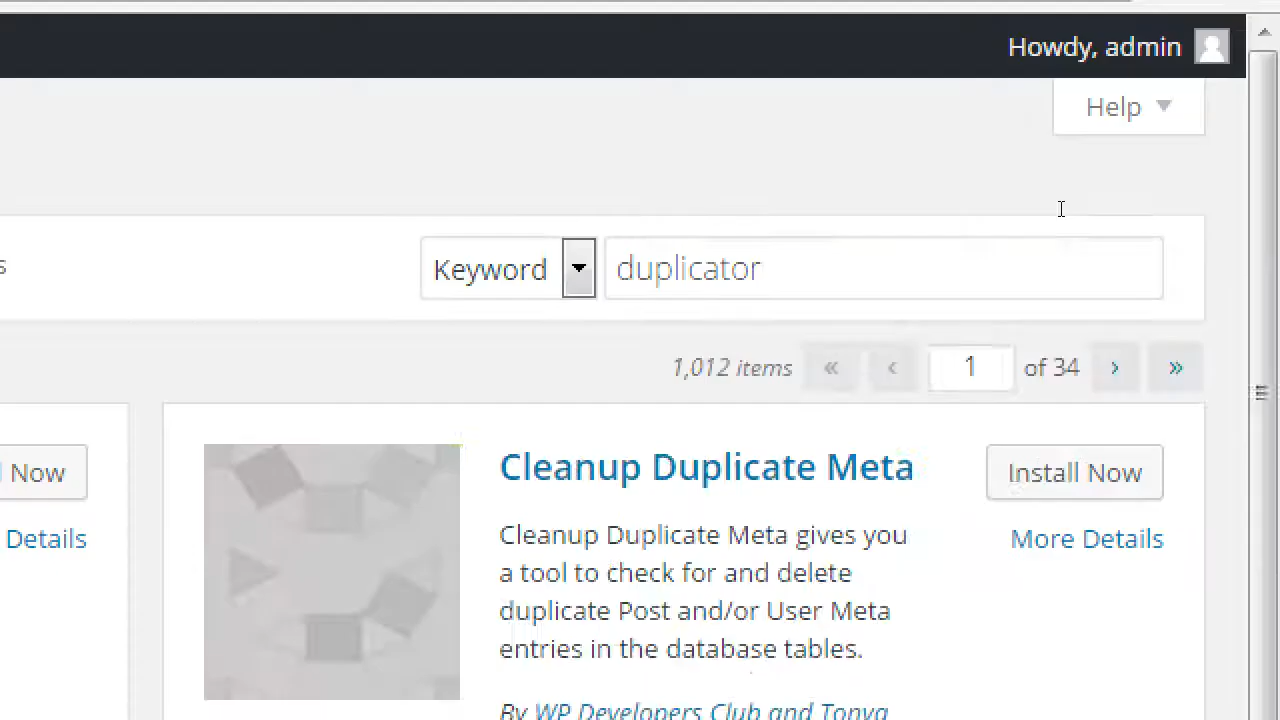 Howdy, admin
Help
s
Keyword
duplicator
1,012 items « ‹ 1 of 34 › »
Now
Details
Cleanup Duplicate Meta
Install Now
More Details
Cleanup Duplicate Meta gives you
a tool to check for and delete
duplicate Post and/or User Meta
entries in the database tables.
By WP Developers Club and Tonya